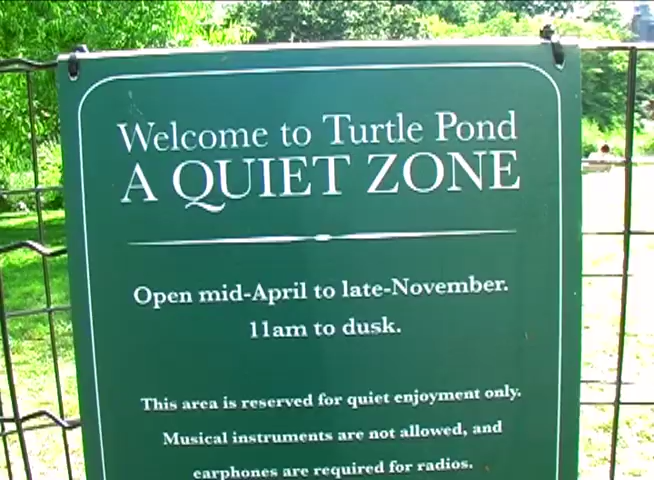 Welcome to Turtle Pond
A QUIET ZONE
Open mid-April to late-November.
11am to dusk.
This area is reserved for quiet enjoyment only.
Musical instruments are not allowed, and
earphones are required for radios.